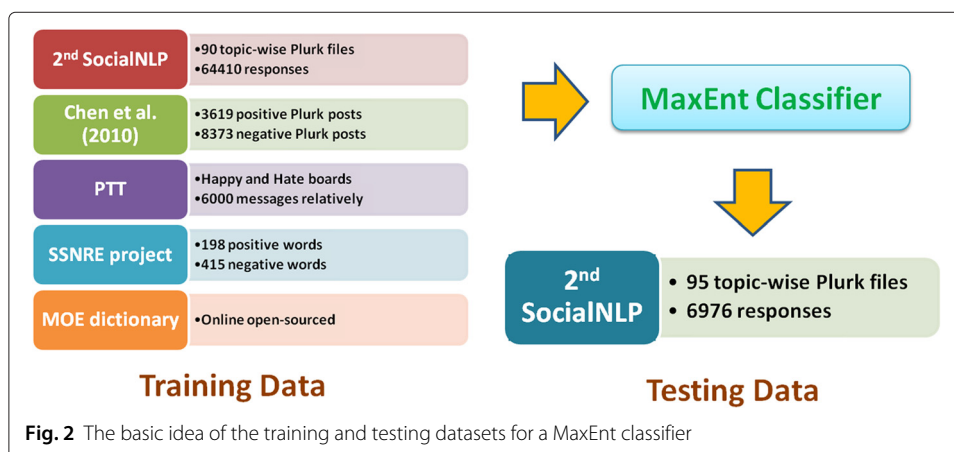 2nd SocialNLP
•90 topic-wise Plurk files
•64410 responses
Chen et al.
(2010)
•3619 positive Plurk posts
•8373 negative Plurk posts
PTT
•Happy and Hate boards
•6000 messages relatively
SSNRE project
•198 positive words
•415 negative words
MOE dictionary
•Online open-sourced
Training Data
MaxEnt Classifier
2nd
SocialNLP
• 95 topic-wise Plurk files
• 6976 responses
Testing Data
Fig. 2 The basic idea of the training and testing datasets for a MaxEnt classifier